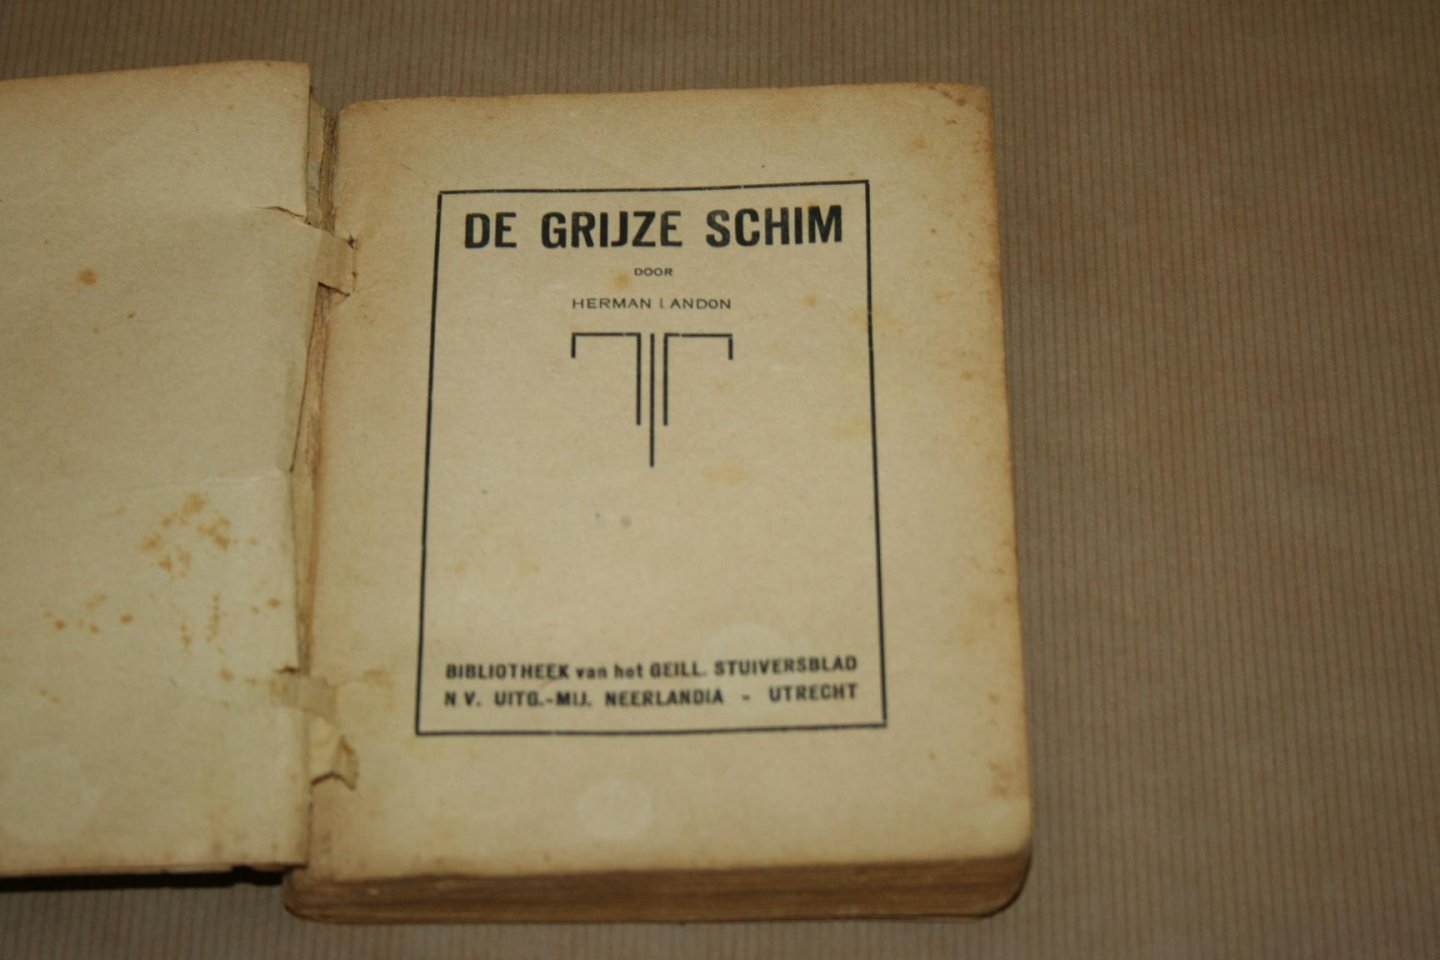 DE GRIJZE SCHIM
DOOR
HERMAN LANDON
BIBLIOTHEEK van het GEILL. STUIVERSBLAD
N V. UITG.-MIJ. NEERLANDIA - UTRECHT